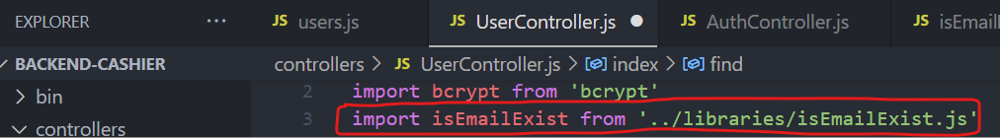 EXPLORER ... JS users.js JS UserController.js ● JS AuthController.js JS isEmail
BACKEND-CASHIER controllers > JS UserController.js > index > find
> bin 2 import bcrypt from 'bcrypt'
controllers 3 import isEmailExist from '../libraries/isEmailExist.js'